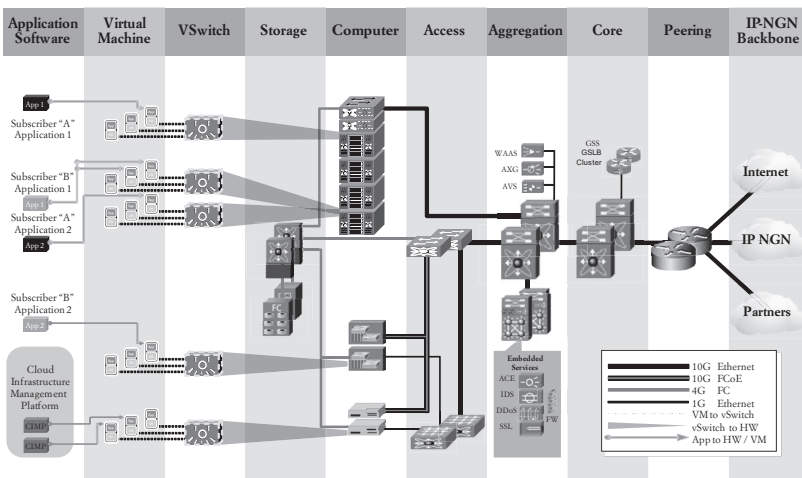 Application Software
Virtual Machine
VSwitch
Storage
Computer
Access
Aggregation
Core
Peering
IP-NGN Backbone
App 1
Subscriber “A”
Application 1
Subscriber “B”
Application 1
App 1
Subscriber “A”
Application 2
App 2
Subscriber “B”
Application 2
App 2
Cloud
Infrastructure
Management
Platform
CIMP
CIMP
FC
WAAS
AXG
AVS
GSS
GSLB
Cluster
Internet
IP NGN
Partners
Embedded
Services
ACE
IDS
DDoS
SSL
FW
10G Ethernet
10G FCoE
4G FC
1G Ethernet
VM to vSwitch
vSwitch to HW
App to HW / VM